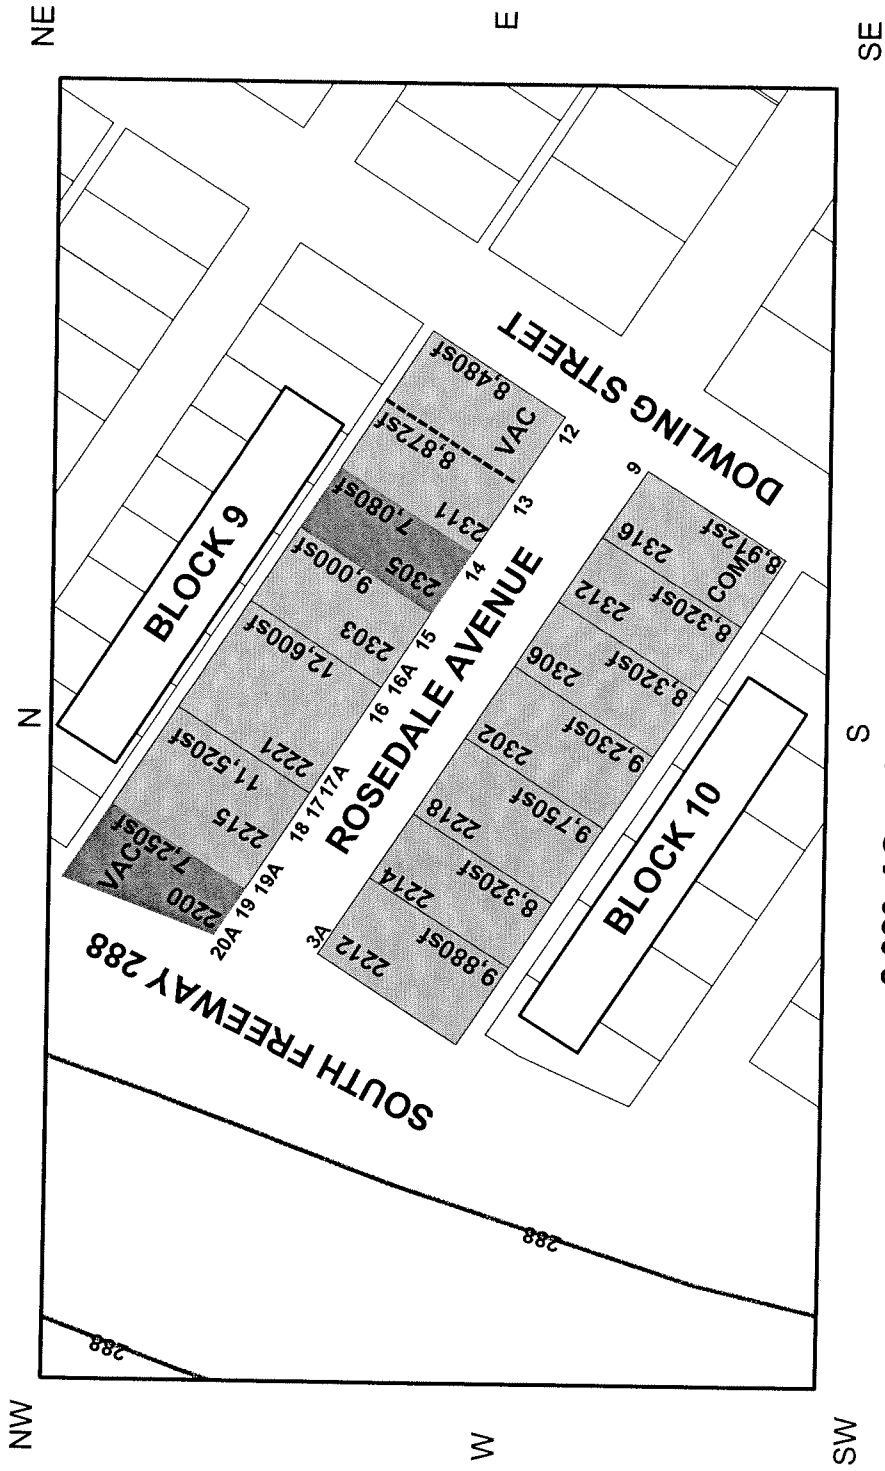 NW
N
NE
W
E
SW
S
SE
BLOCK 9
VAC
7,250sf
2200
11,520sf
2215
12,600sf
2221
9,000sf
2303
7,080sf
2305
8,872sf
2311
8,480sf
VAC
20A 19 19A 18 17 17A 16 16A 15 14 13 12
ROSEDALE AVENUE
SOUTH FREEWAY 288
DOWLING STREET
3A
9
2212
9,880sf
2214
8,320sf
2218
9,750sf
2302
9,230sf
2306
8,320sf
2312
8,320sf
2316
COM
8,912sf
BLOCK 10
288
288